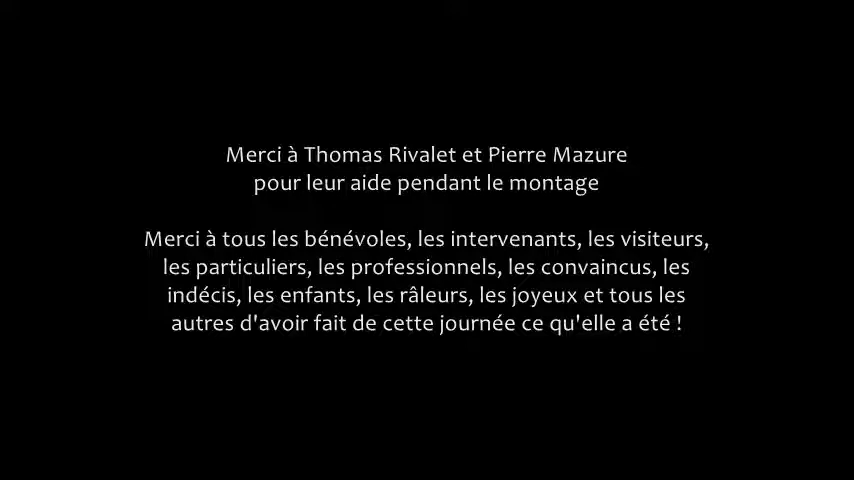 Merci à Thomas Rivalet et Pierre Mazure
pour leur aide pendant le montage
Merci à tous les bénévoles, les intervenants, les visiteurs,
les particuliers, les professionnels, les convaincus, les
indécis, les enfants, les râleurs, les joyeux et tous les
autres d'avoir fait de cette journée ce qu'elle a été !